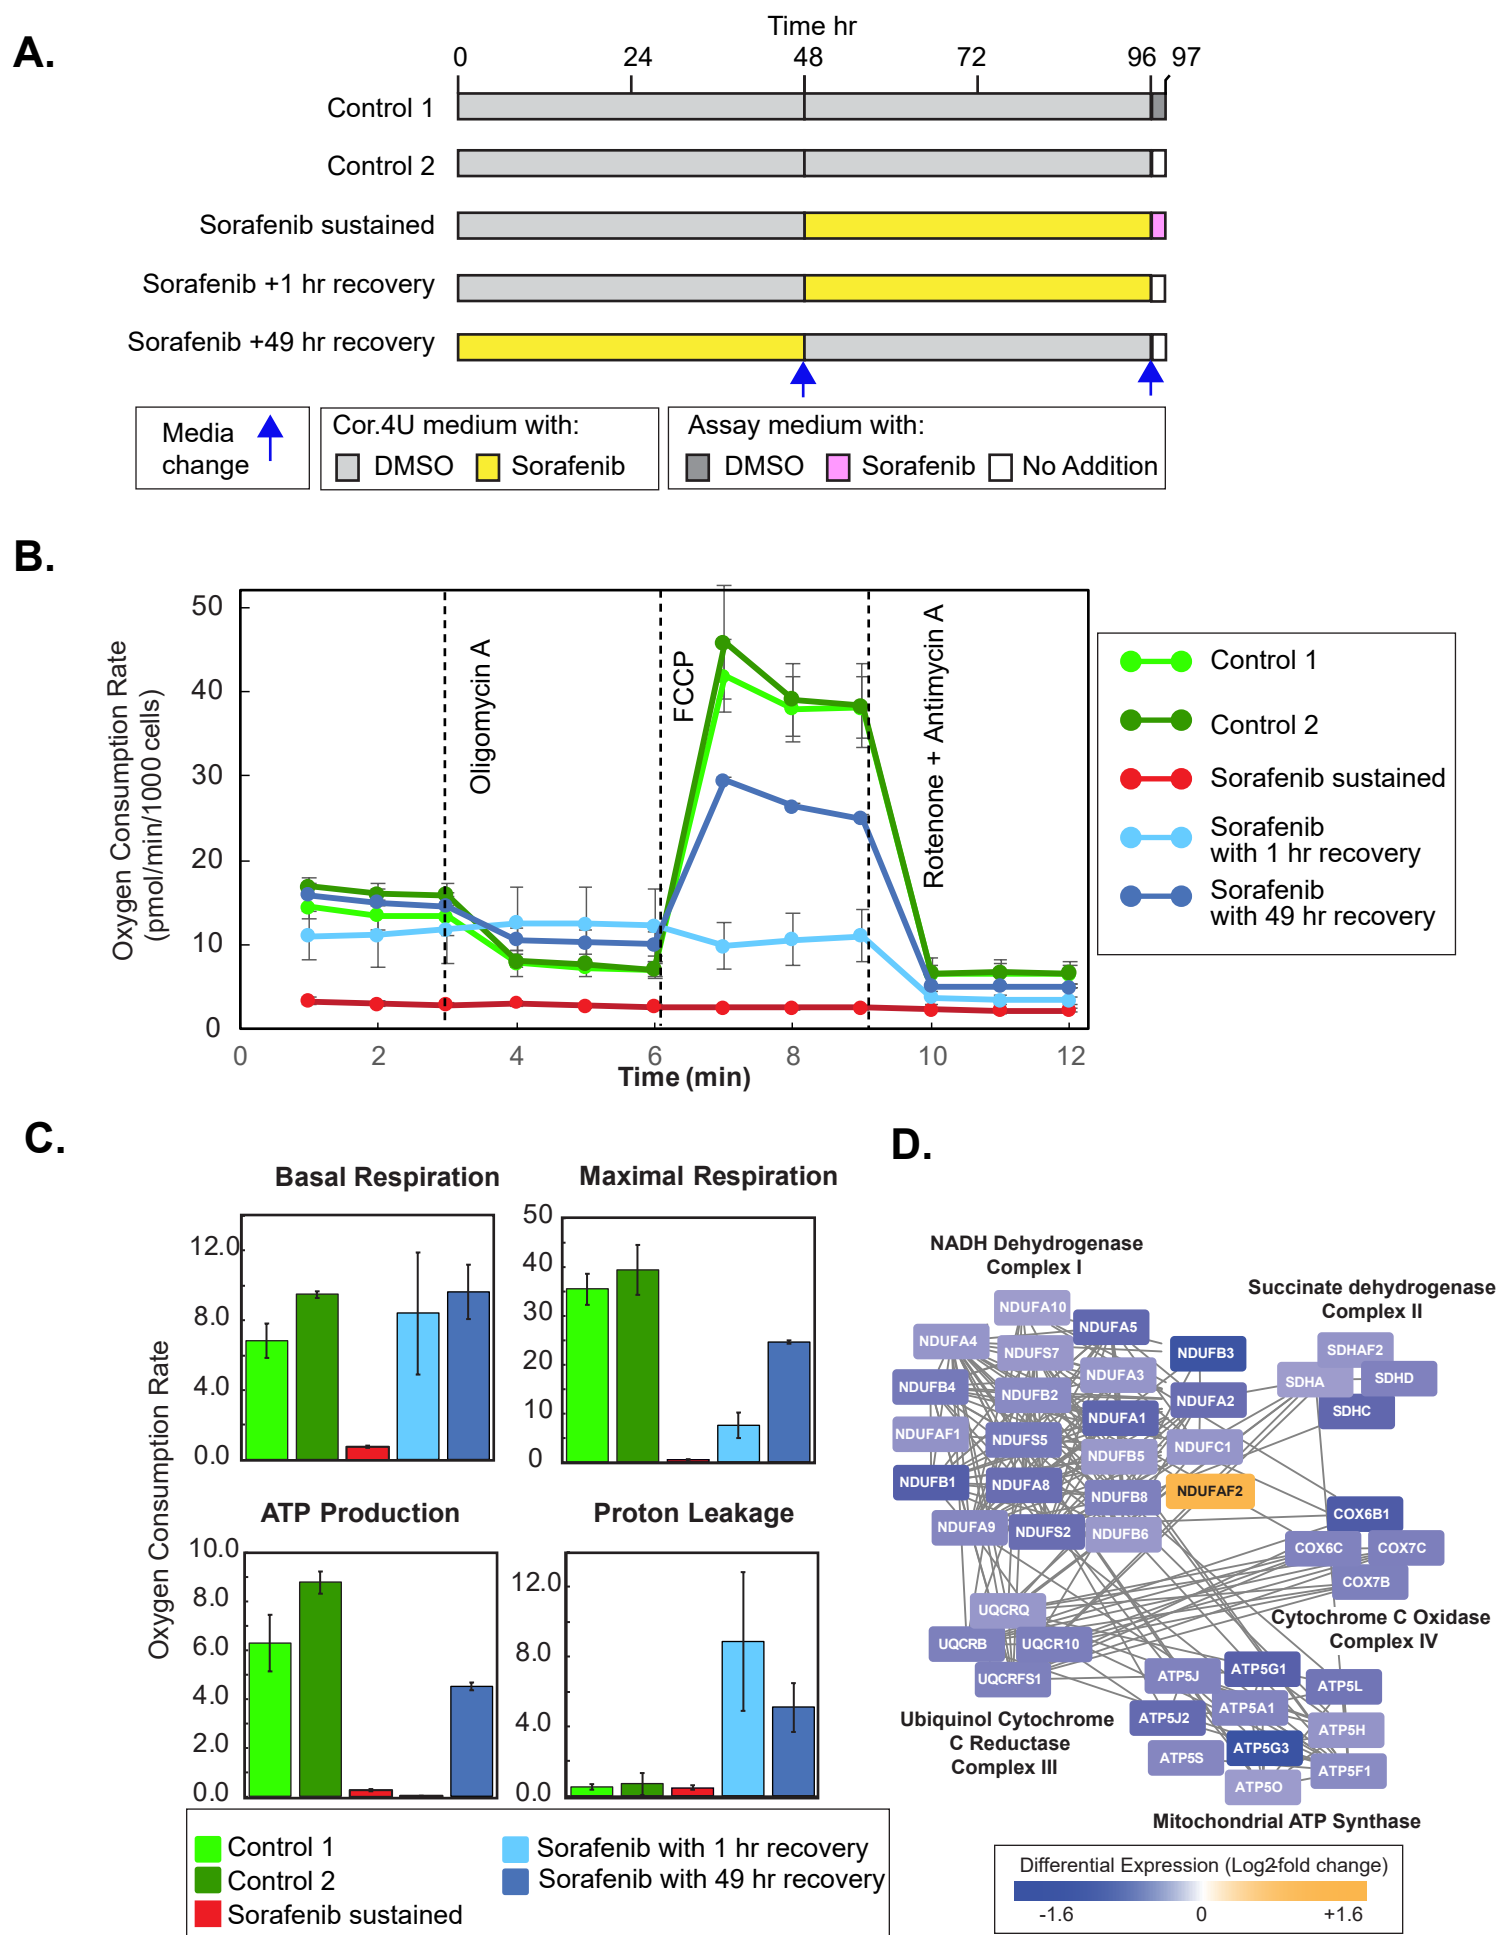 A.
Time hr
0 24 48 72 96 97
Control 1
Control 2
Sorafenib sustained
Sorafenib +1 hr recovery
Sorafenib +49 hr recovery
Media
change
Cor.4U medium with:
DMSO Sorafenib
Assay medium with:
DMSO Sorafenib No Addition
B.
Oxygen Consumption Rate
(pmol/min/1000 cells)
50
40
30
20
10
0
Oligomycin A
FCCP
Rotenone + Antimycin A
0 2 4 6 8 10 12
Time (min)
Control 1
Control 2
Sorafenib sustained
Sorafenib
with 1 hr recovery
Sorafenib
with 49 hr recovery
C.
Oxygen Consumption Rate
Basal Respiration
12.0
8.0
4.0
0.0
Maximal Respiration
50
40
30
20
10
0
ATP Production
10.0
8.0
6.0
4.0
2.0
0.0
Proton Leakage
12.0
8.0
4.0
0.0
Control 1
Control 2
Sorafenib sustained
Sorafenib with 1 hr recovery
Sorafenib with 49 hr recovery
D.
NADH Dehydrogenase
Complex I
NDUFA10
NDUFA5
NDUFA4
NDUFS7
NDUFB3
NDUFA3
NDUFB4
NDUFB2
NDUFA2
NDUFA1
NDUFAF1
NDUFS5
NDUFB5
NDUFC1
NDUFB1
NDUFA8
NDUFB8
NDUFAF2
NDUFA9
NDUFS2
NDUFB6
Succinate dehydrogenase
Complex II
SDHAF2
SDHA
SDHD
SDHC
COX6B1
COX6C
COX7C
COX7B
Cytochrome C Oxidase
Complex IV
UQCRQ
UQCRB
UQCR10
UQCRFS1
Ubiquinol Cytochrome
C Reductase
Complex III
ATP5J
ATP5G1
ATP5L
ATP5A1
ATP5J2
ATP5H
ATP5G3
ATP5S
ATP5F1
ATP5O
Mitochondrial ATP Synthase
Differential Expression (Log2-fold change)
-1.6 0 +1.6